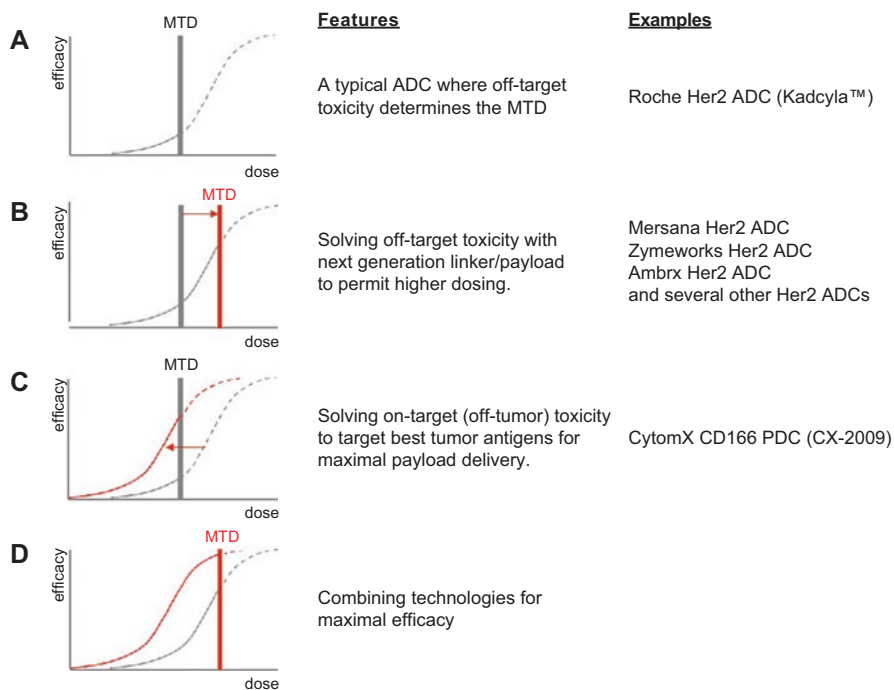 Features
Examples
A
MTD
efficacy
dose
A typical ADC where off-target
toxicity determines the MTD
Roche Her2 ADC (Kadcyla™)
B
MTD
efficacy
dose
Solving off-target toxicity with
next generation linker/payload
to permit higher dosing.
Mersana Her2 ADC
Zymeworks Her2 ADC
Ambrx Her2 ADC
and several other Her2 ADCs
C
MTD
efficacy
dose
Solving on-target (off-tumor) toxicity
to target best tumor antigens for
maximal payload delivery.
CytomX CD166 PDC (CX-2009)
D
MTD
efficacy
dose
Combining technologies for
maximal efficacy